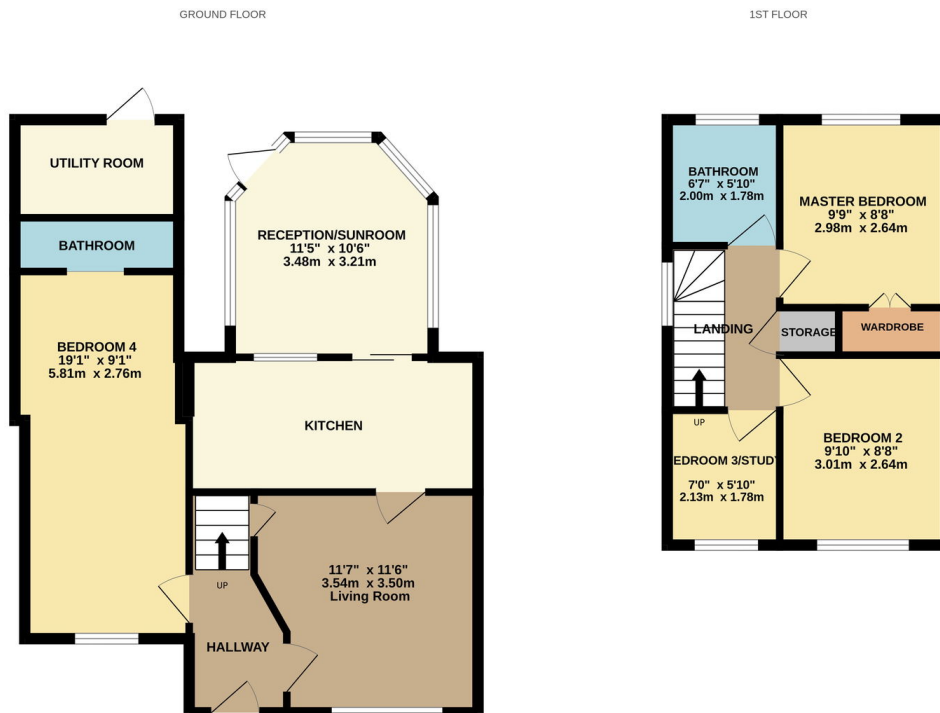 GROUND FLOOR
UTILITY ROOM
BATHROOM
BEDROOM 4
19'1" x 9'1"
5.81m x 2.76m
RECEPTION/SUNROOM
11'5" x 10'6"
3.48m x 3.21m
KITCHEN
UP
HALLWAY
11'7" x 11'6"
3.54m x 3.50m
Living Room
1ST FLOOR
BATHROOM
6'7" x 5'10"
2.00m x 1.78m
MASTER BEDROOM
9'9" x 8'8"
2.98m x 2.64m
LANDING
STORAGE
WARDROBE
UP
EDROOM 3/STUD
7'0" x 5'10"
2.13m x 1.78m
BEDROOM 2
9'10" x 8'8"
3.01m x 2.64m